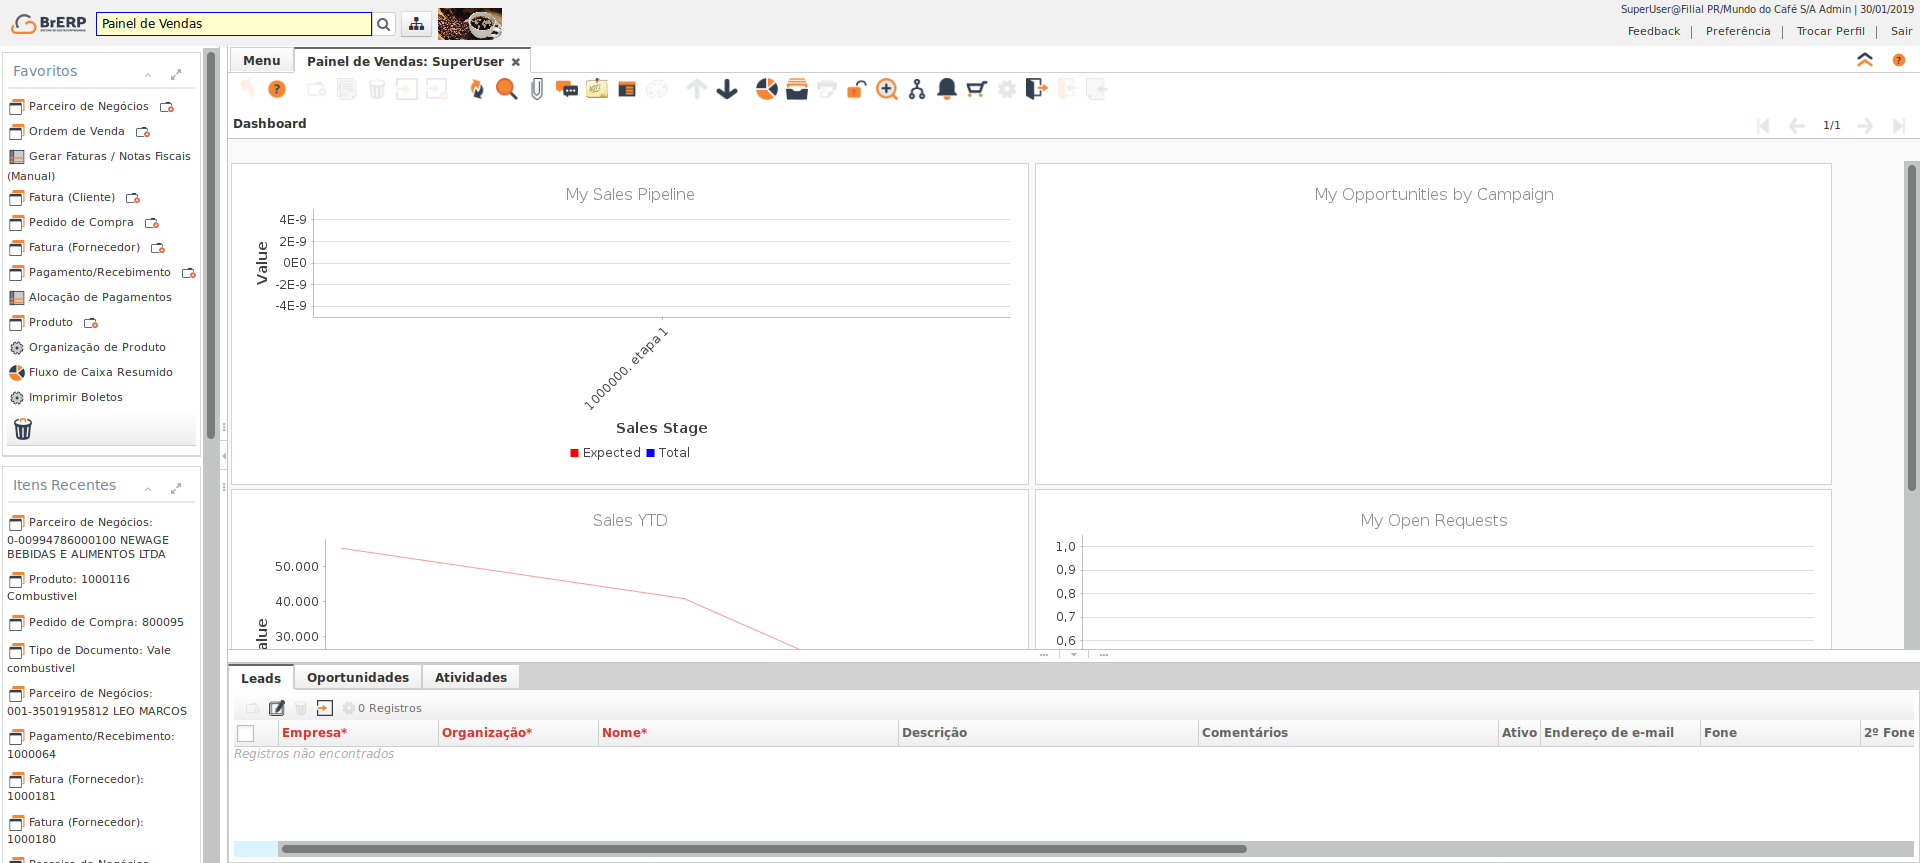 BrERP
Painel de Vendas
SuperUser@Filial PR/Mundo do Café S/A Admin | 30/01/2019
Feedback | Preferência | Trocar Perfil | Sair
Favoritos
Parceiro de Negócios
Ordem de Venda
Gerar Faturas / Notas Fiscais
(Manual)
Fatura (Cliente)
Pedido de Compra
Fatura (Fornecedor)
Pagamento/Recebimento
Alocação de Pagamentos
Produto
Organização de Produto
Fluxo de Caixa Resumido
Imprimir Boletos
Itens Recentes
Parceiro de Negócios:
0-00994786000100 NEWAGE
BEBIDAS E ALIMENTOS LTDA
Produto: 1000116
Combustivel
Pedido de Compra: 800095
Tipo de Documento: Vale
combustivel
Parceiro de Negócios:
001-35019195812 LEO MARCOS
Pagamento/Recebimento:
1000064
Fatura (Fornecedor):
1000181
Fatura (Fornecedor):
1000180
Parceiro de Negócios
Menu
Painel de Vendas: SuperUser
Dashboard
1/1
My Sales Pipeline
Value
4E-9
2E-9
0E0
-2E-9
-4E-9
1000000. etapa 1
Sales Stage
Expected Total
My Opportunities by Campaign
Sales YTD
50.000
40.000
30.000
alue
My Open Requests
1,0
0,9
0,8
0,7
0,6
Leads Oportunidades Atividades
0 Registros
Empresa* Organização* Nome* Descrição Comentários Ativo Endereço de e-mail Fone 2º Fone
Registros não encontrados